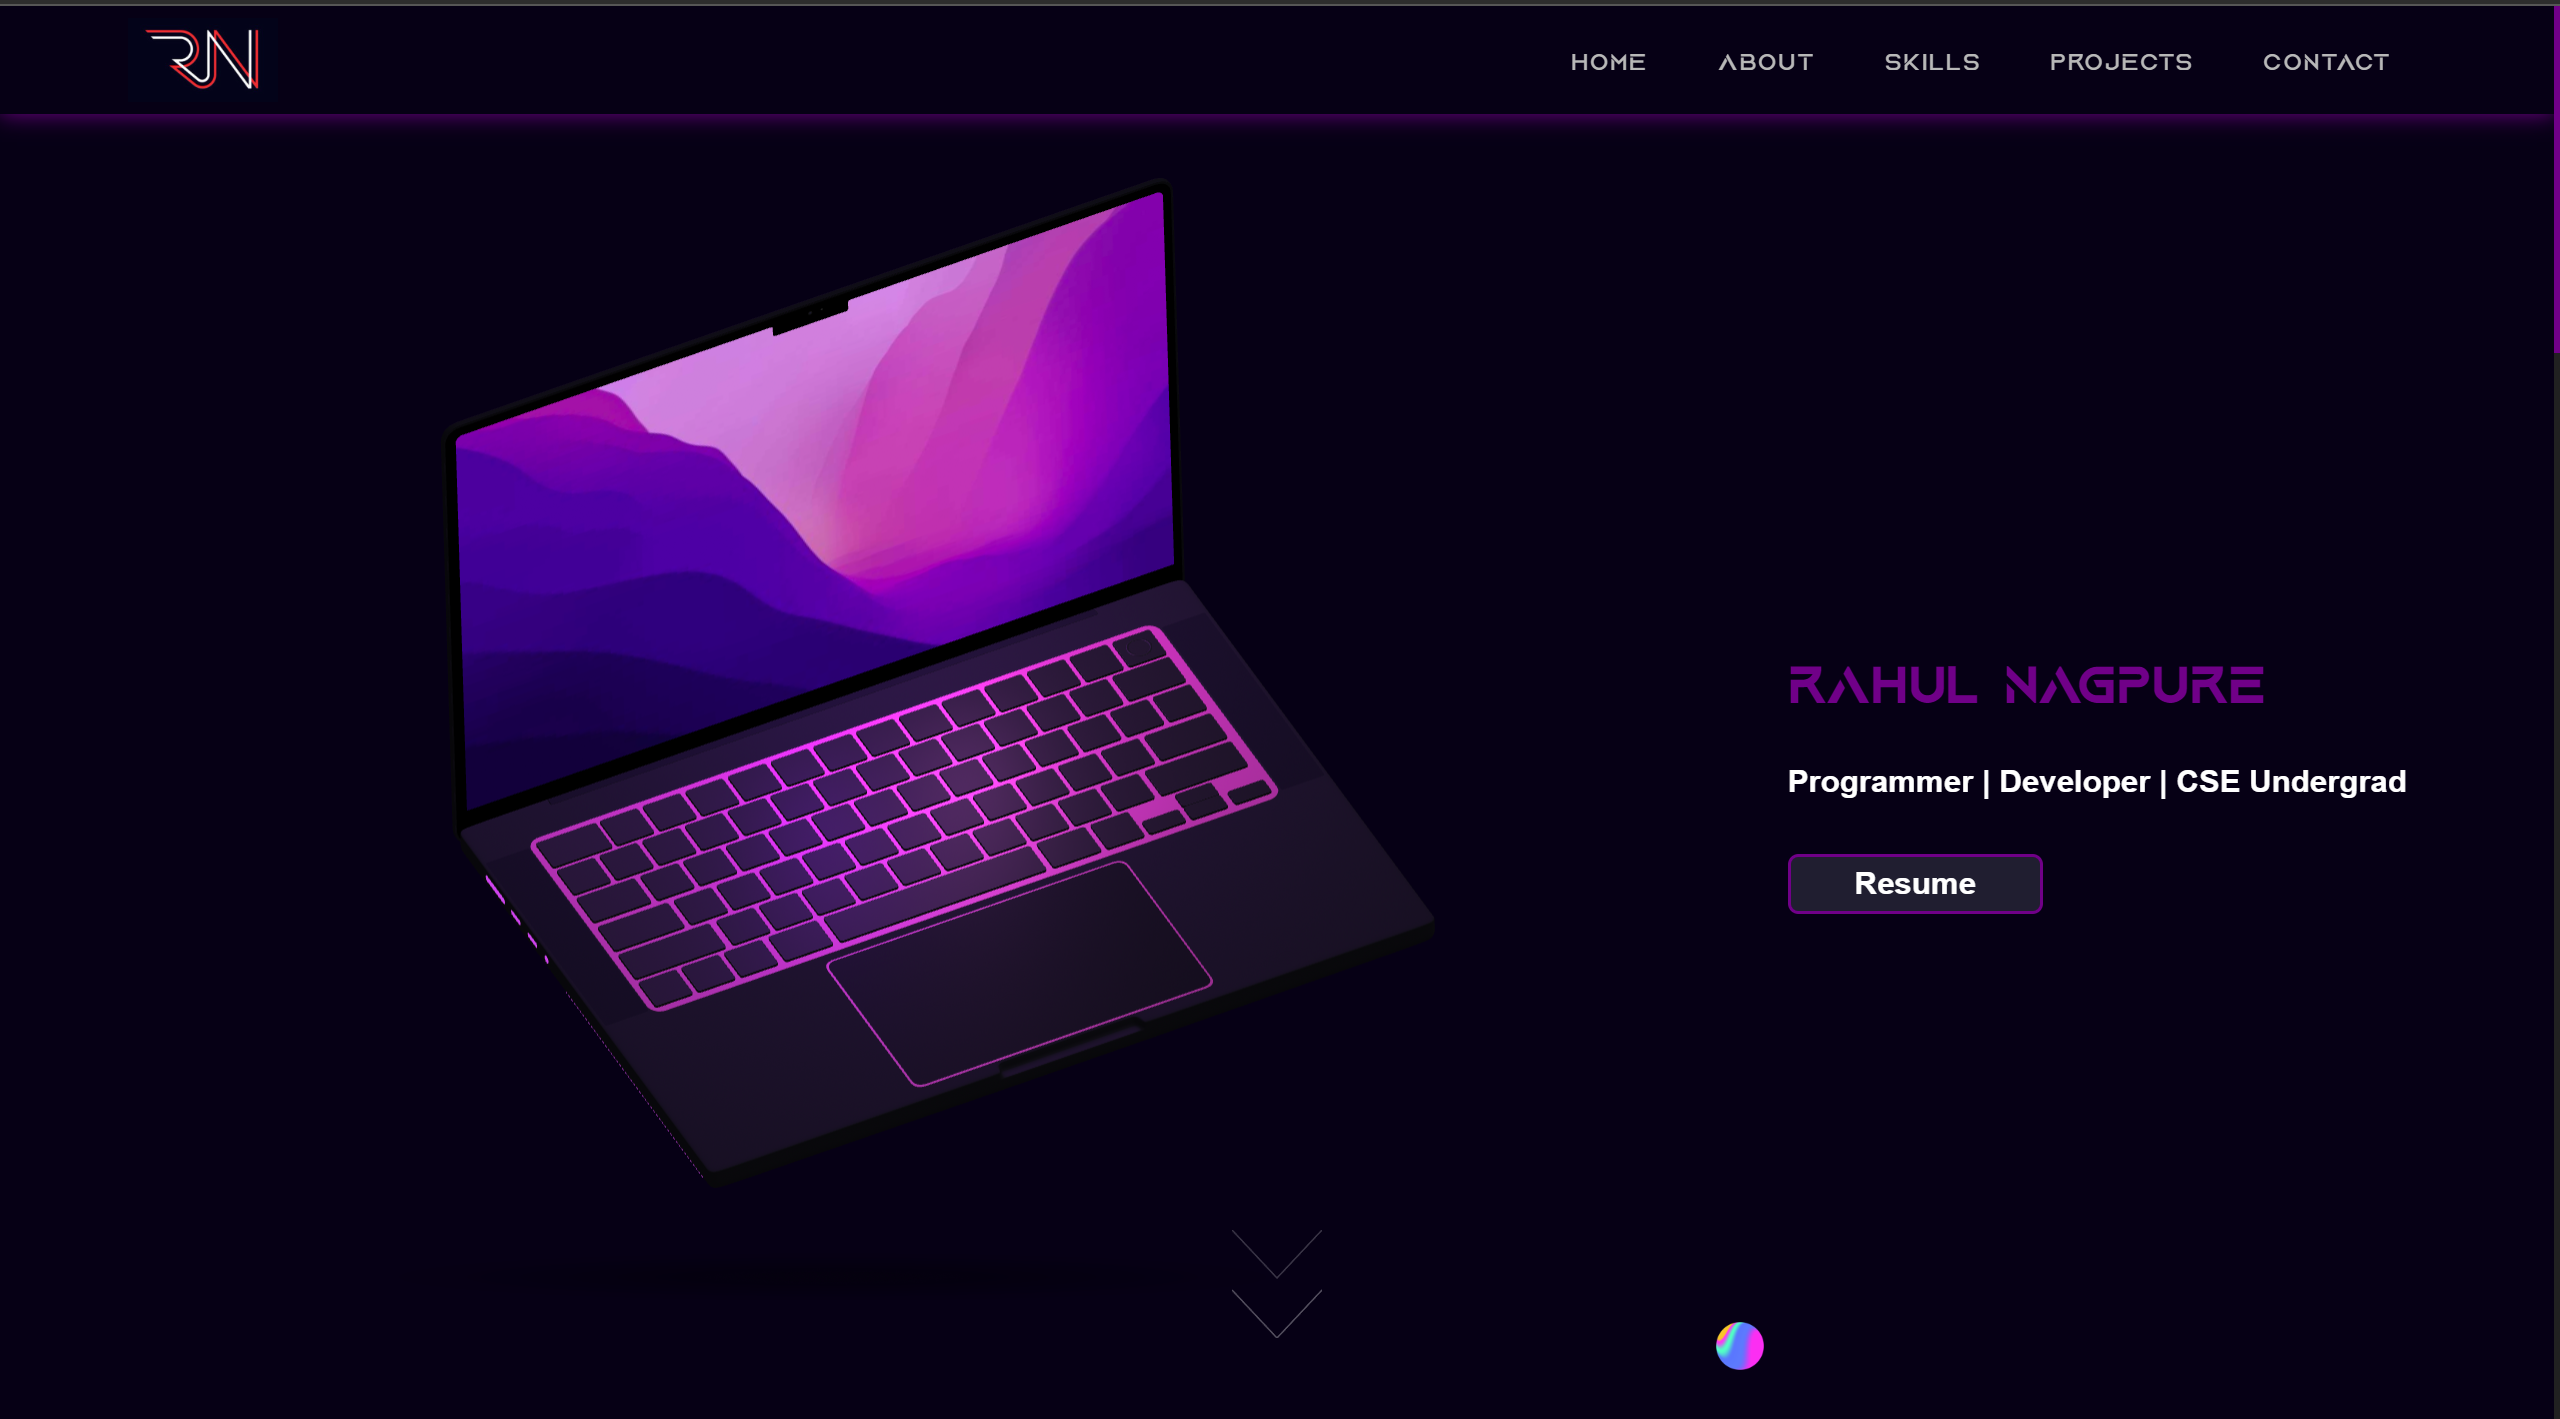 RN
HOME ABOUT SKILLS PROJECTS CONTACT
RAHUL NAGPURE
Programmer | Developer | CSE Undergrad
Resume